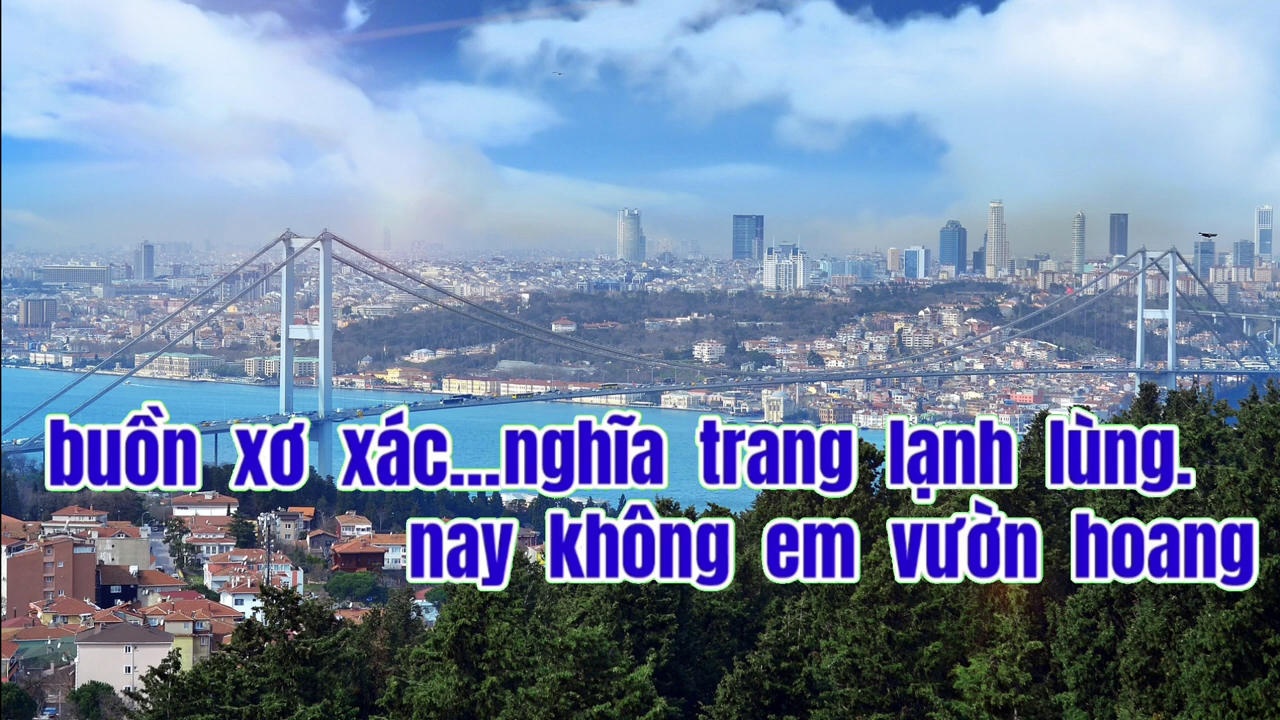 buồn xơ xác...nghĩa trang lạnh lùng.
nay không em vườn hoang